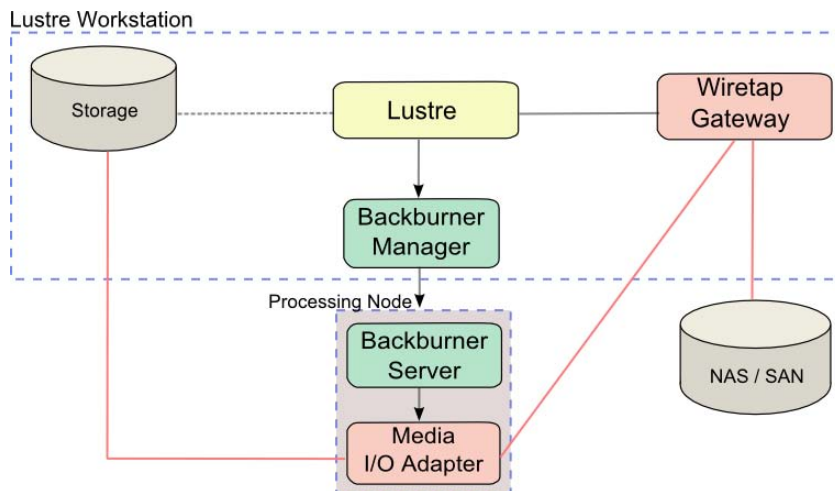 Lustre Workstation
Storage
Lustre
Wiretap
Gateway
Backburner
Manager
Processing Node
Backburner
Server
NAS / SAN
Media
I/O Adapter